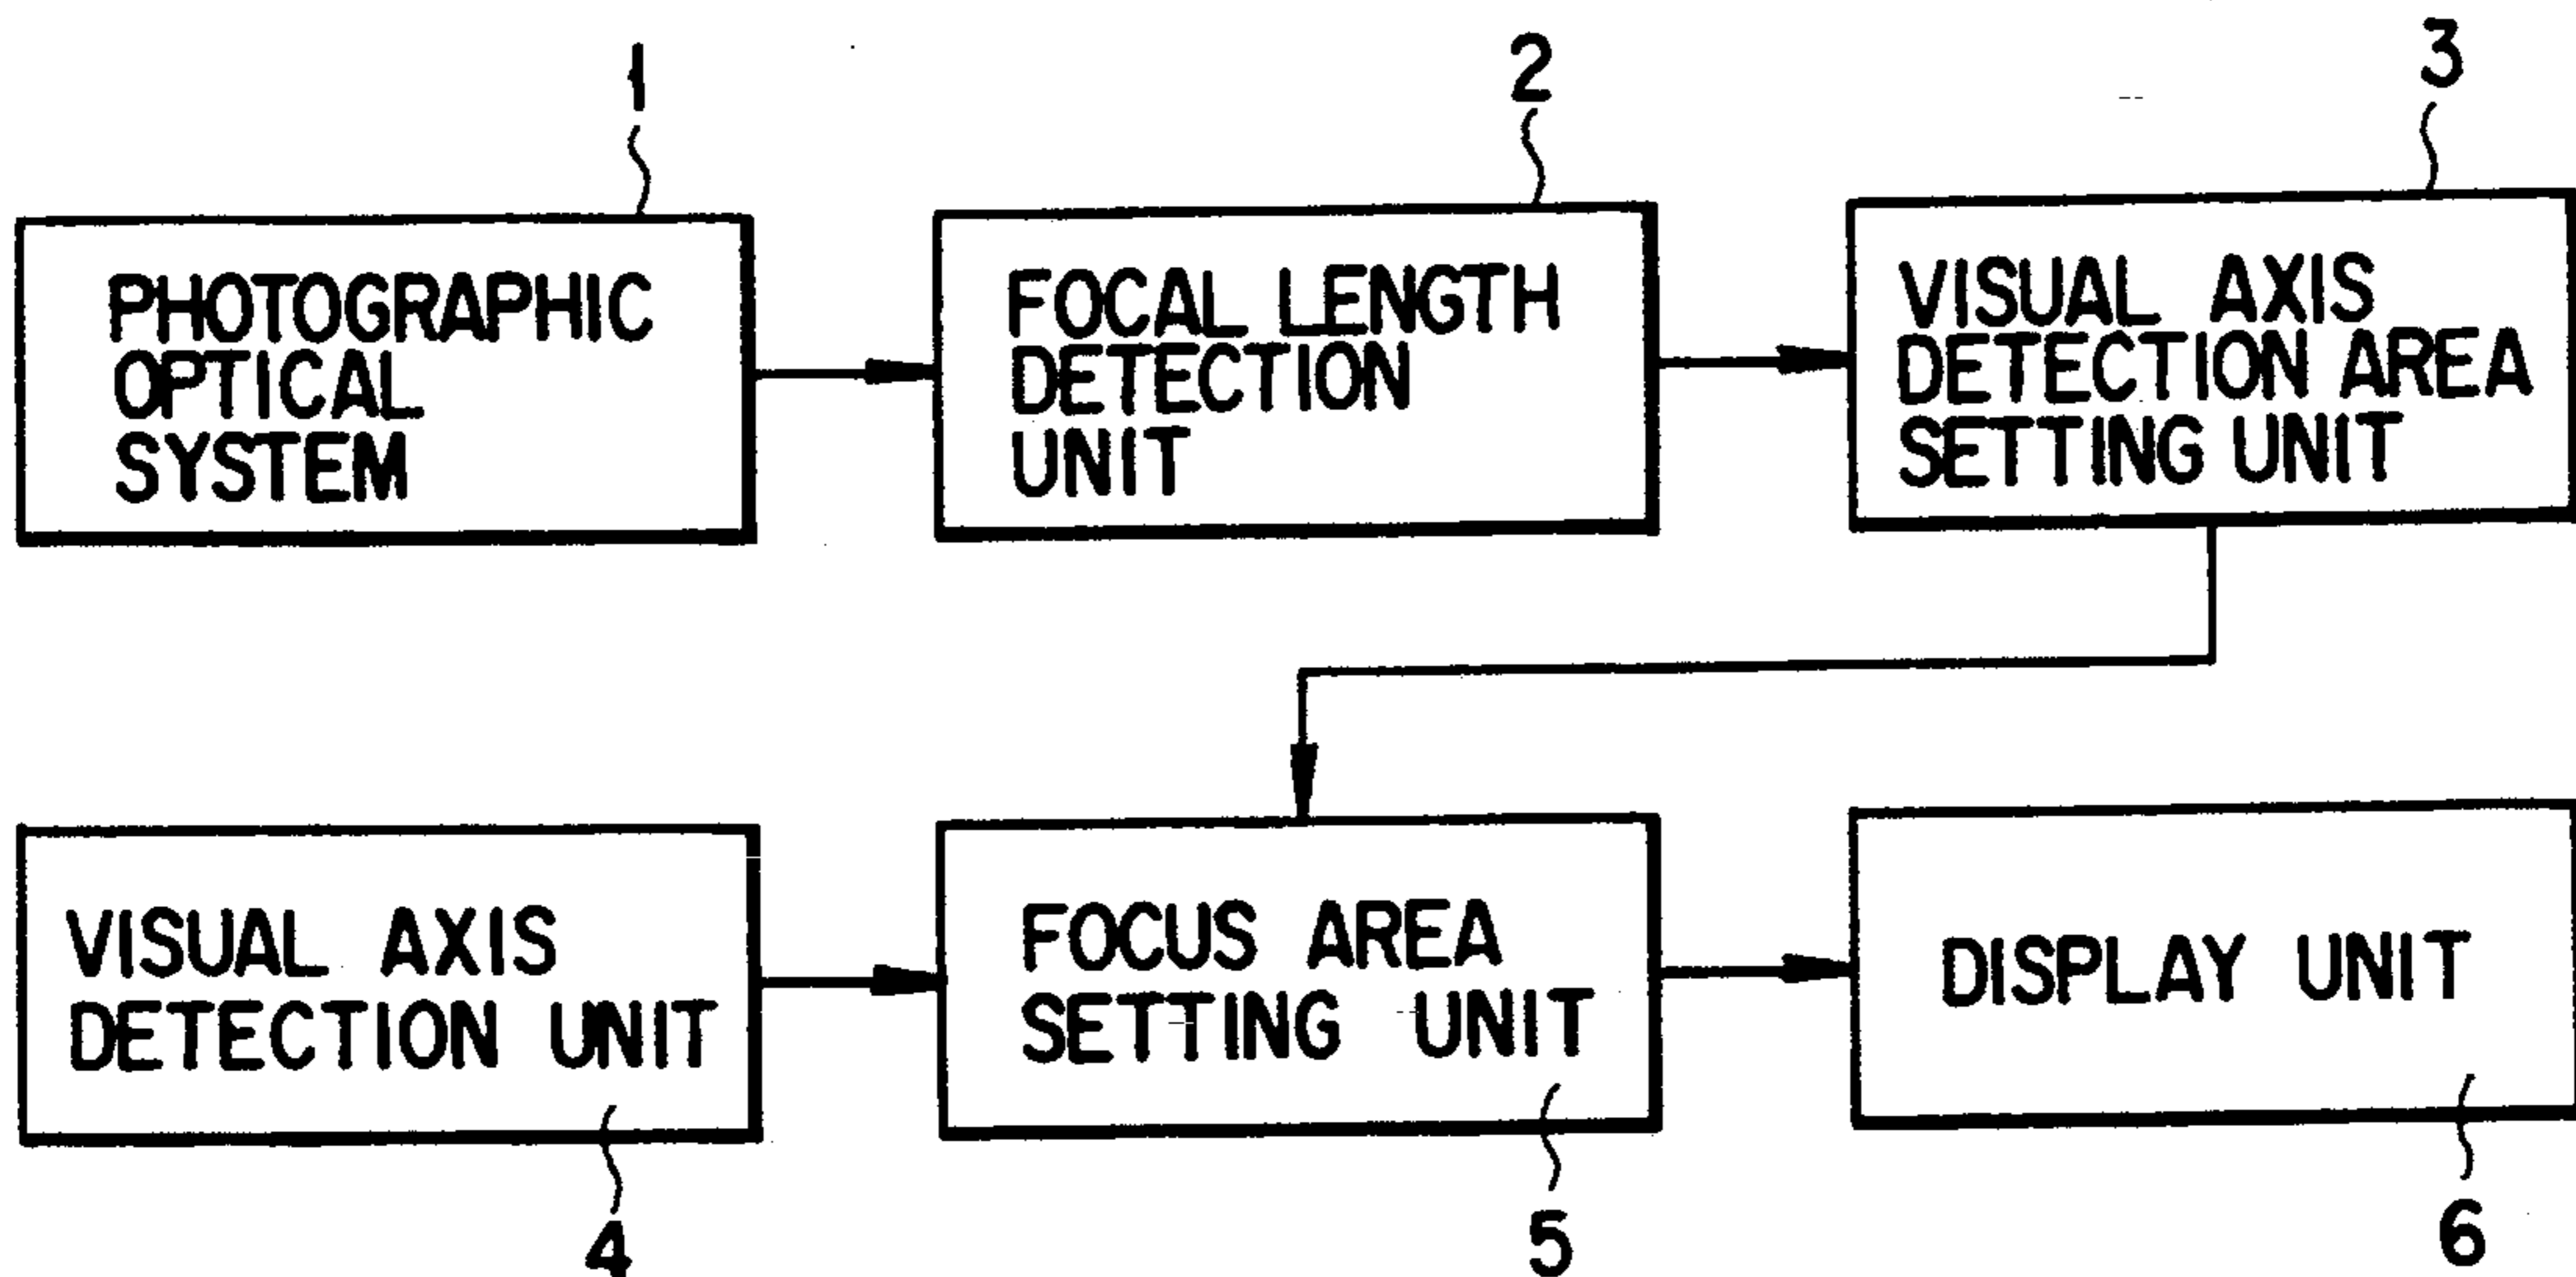 1
2
3
PHOTOGRAPHIC
OPTICAL
SYSTEM
FOCAL LENGTH
DETECTION
UNIT
VISUAL AXIS
DETECTION AREA
SETTING UNIT
VISUAL AXIS
DETECTION UNIT
FOCUS AREA
SETTING UNIT
DISPLAY UNIT
4
5
6